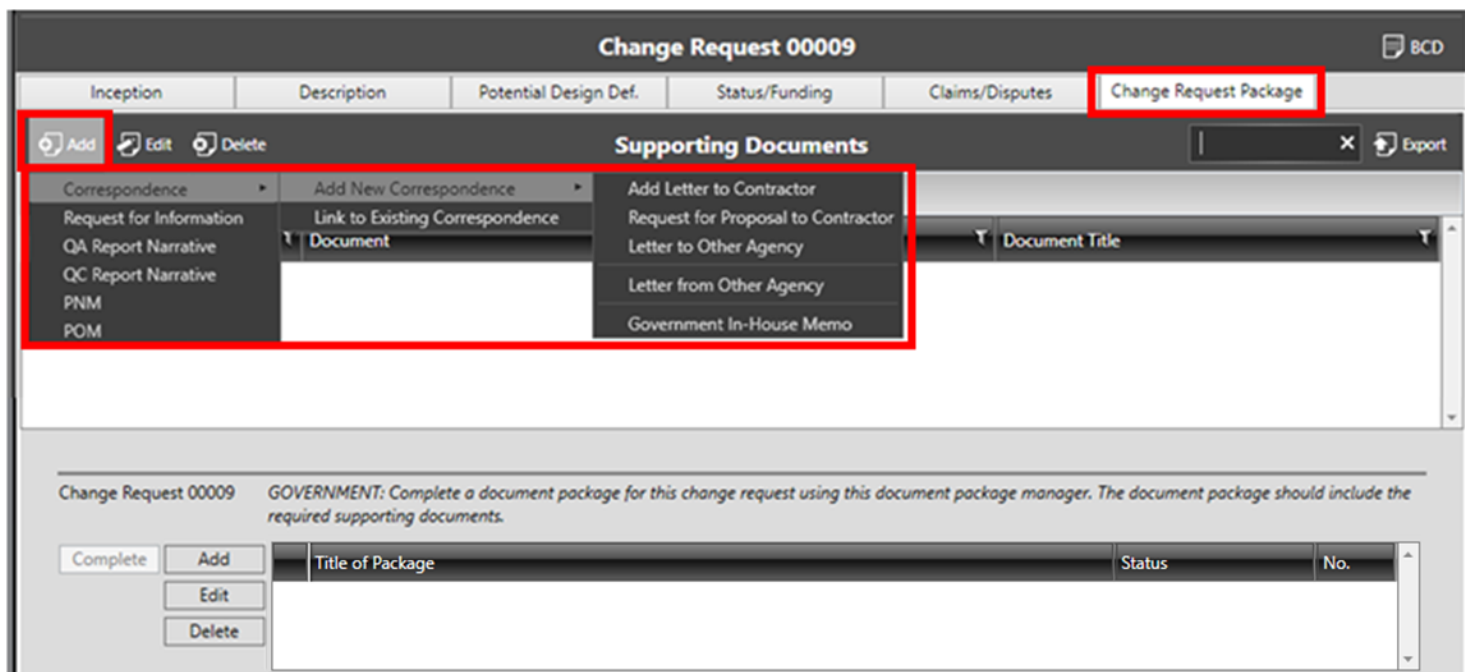 Change Request 00009
BCD
Inception
Description
Potential Design Def.
Status/Funding
Claims/Disputes
Change Request Package
Add
Edit
Delete
Supporting Documents
Export
Correspondence
Add New Correspondence
Add Letter to Contractor
Request for Information
Link to Existing Correspondence
Request for Proposal to Contractor
QA Report Narrative
Document
Letter to Other Agency
Document Title
QC Report Narrative
Letter from Other Agency
PNM
POM
Government In-House Memo
Change Request 00009
GOVERNMENT: Complete a document package for this change request using this document package manager. The document package should include the
required supporting documents.
Complete
Add
Title of Package
Status
No.
Edit
Delete